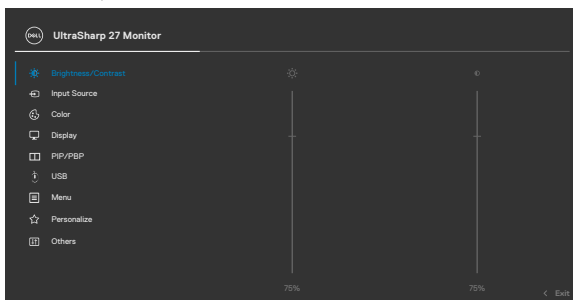 DELL UltraSharp 27 Monitor
Brightness/Contrast
Input Source
Color
Display
PIP/PBP
USB
Menu
Personalize
Others
75% 75%
< Exit